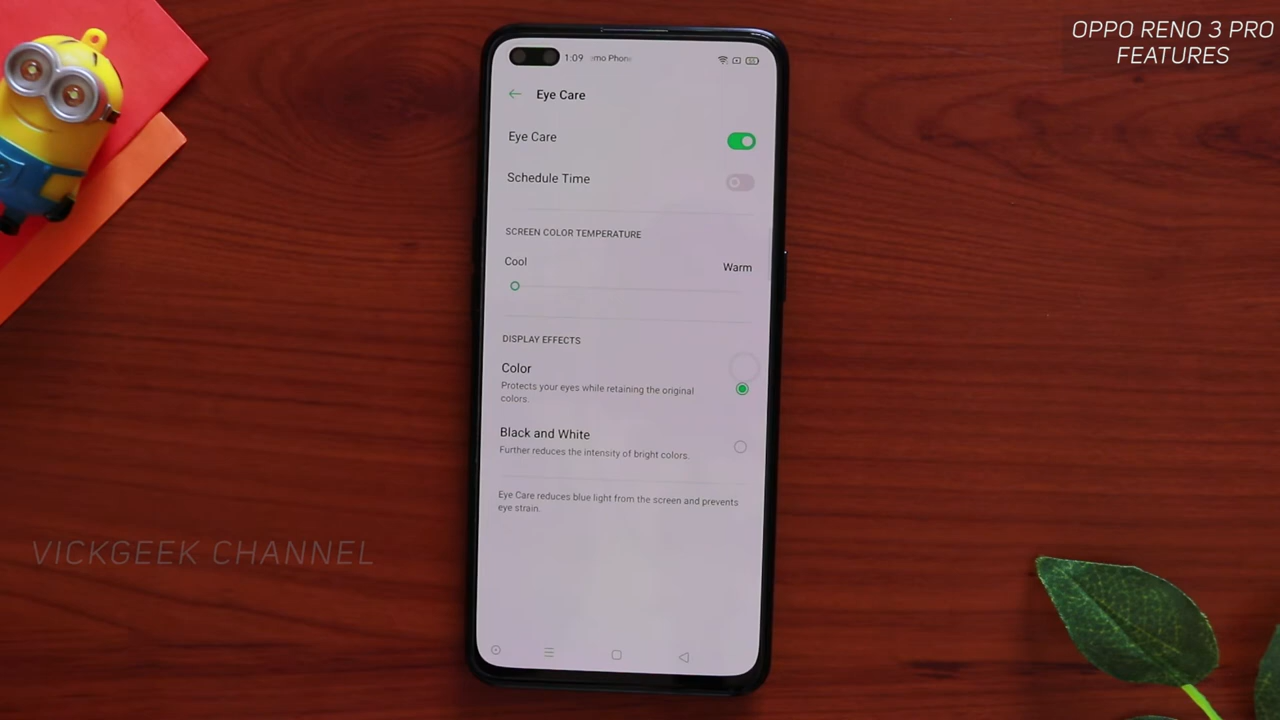 OPPO RENO 3 PRO
FEATURES
1:09
Eye Care
Eye Care
Schedule Time
SCREEN COLOR TEMPERATURE
Cool
Warm
DISPLAY EFFECTS
Color
Protects your eyes while retaining the original
colors.
Black and White
Further reduces the intensity of bright colors.
Eye Care reduces blue light from the screen and prevents
eye strain.
VICKGEEK CHANNEL